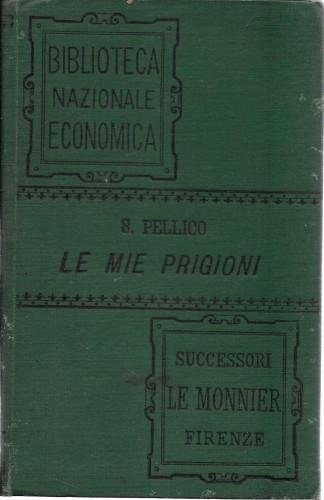 BIBLIOTECA
NAZIONALE
ECONOMICA
S. PELLICO
LE MIE PRIGIONI
SUCCESSORI
LE MONNIER
FIRENZE